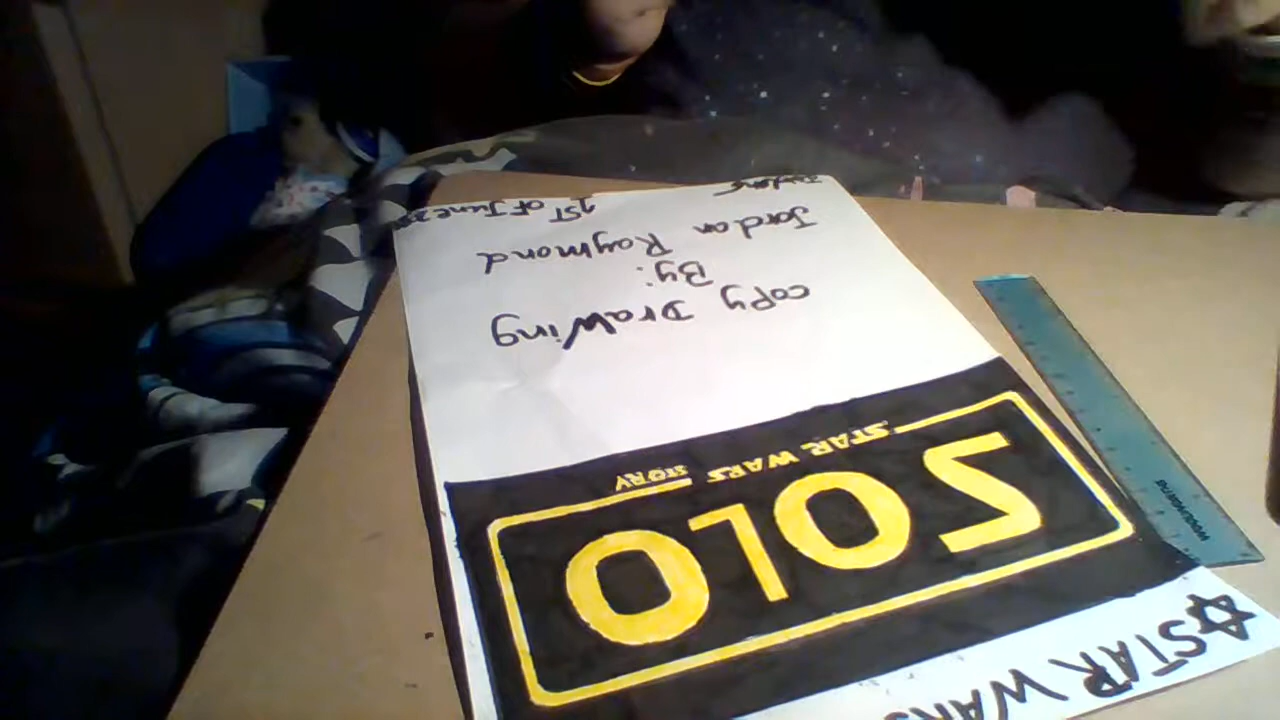 STAR WARS
SOLO
STAR WARS STORY
COPY DRAWing
By:
Jordan Raymond
1ST OF June